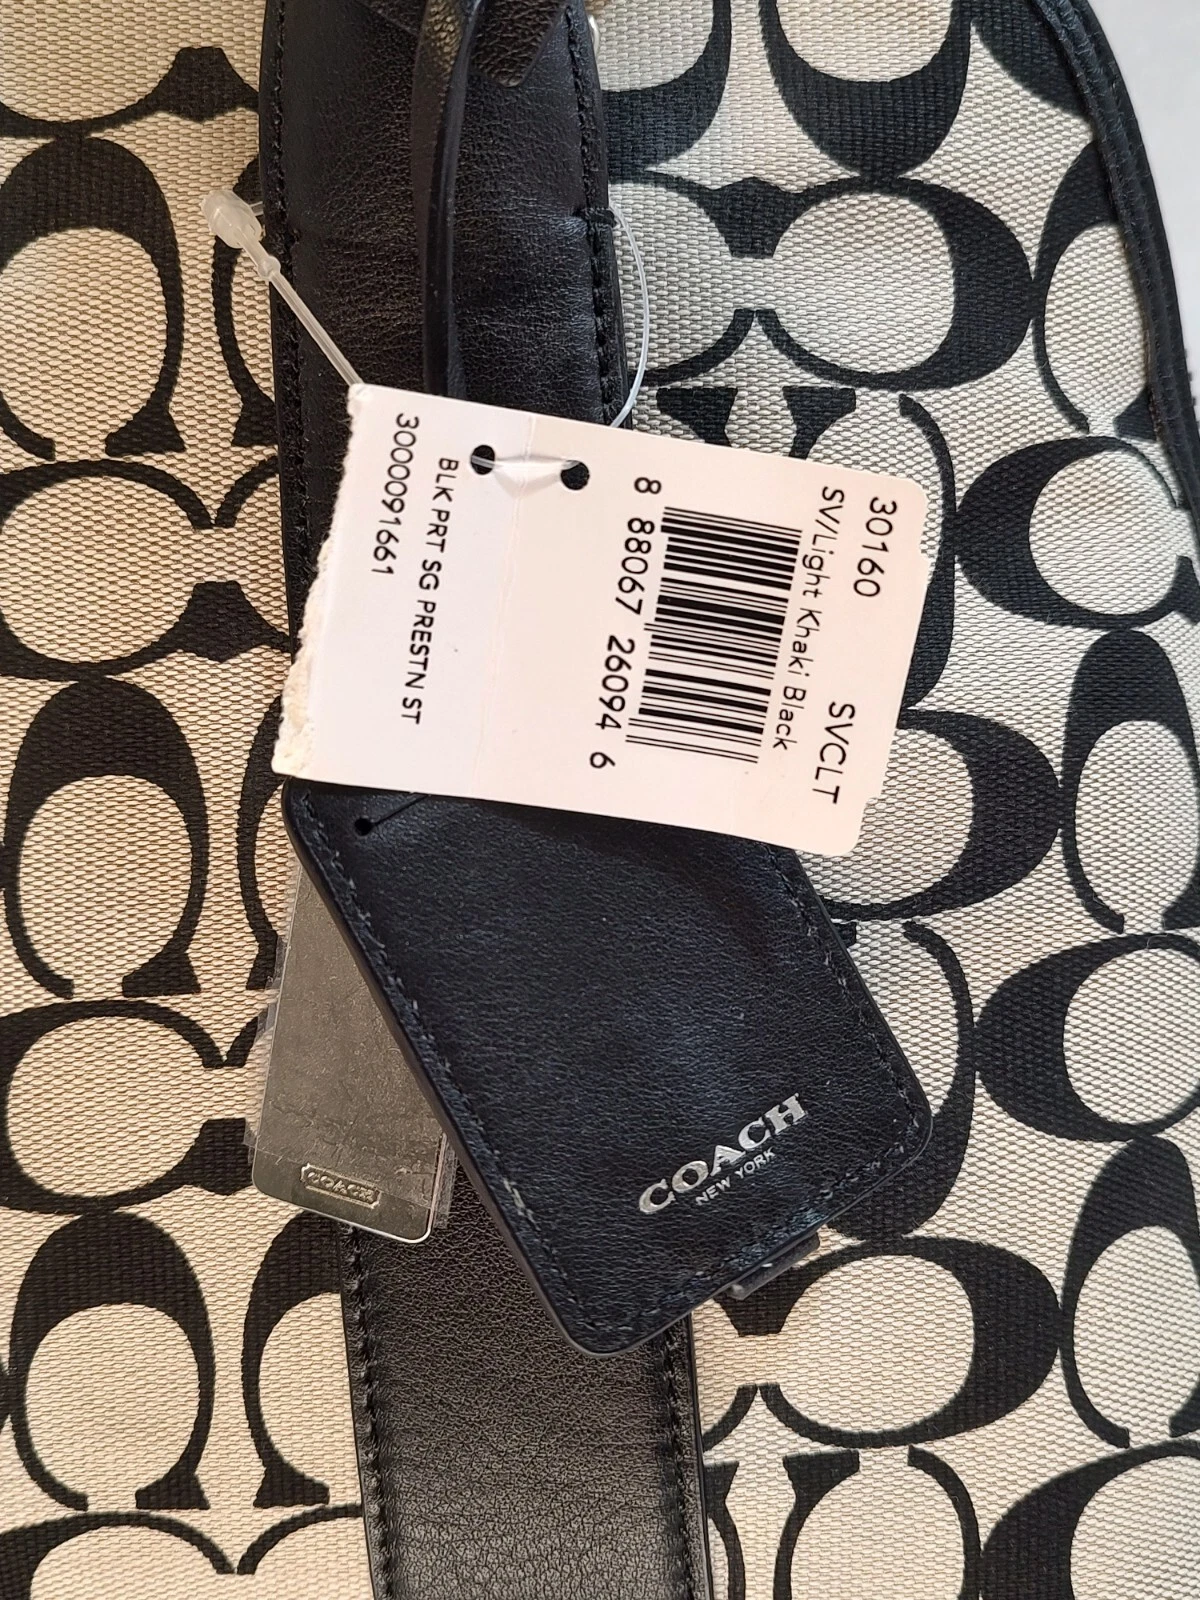 30160 SVCLT
SV/Light Khaki Black
8 88067 26094 6
BLK PRT SG PRESTN ST
3000091661
COACH
NEW YORK
COACH